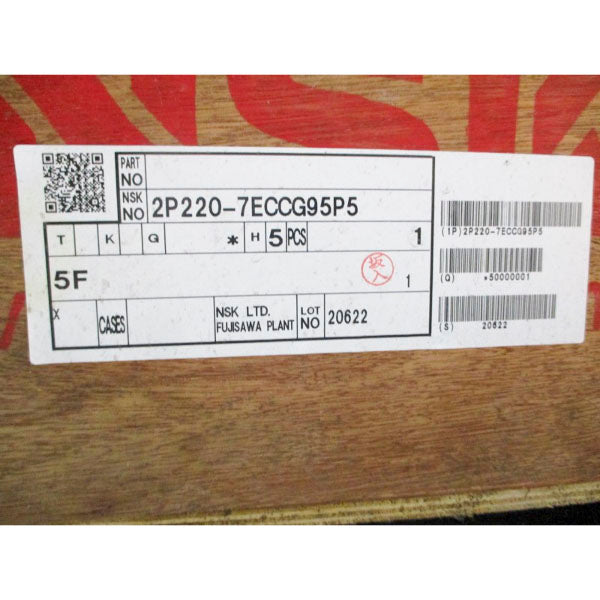 NSK
PART NO
NSK NO 2P220-7ECCG95P5
T K G * H 5 PCS 1
5F 1
X CASES NSK LTD. FUJISAWA PLANT LOT NO 20622
(1P)2P220-7ECCG95P5
(Q) *50000001
(S) 20622